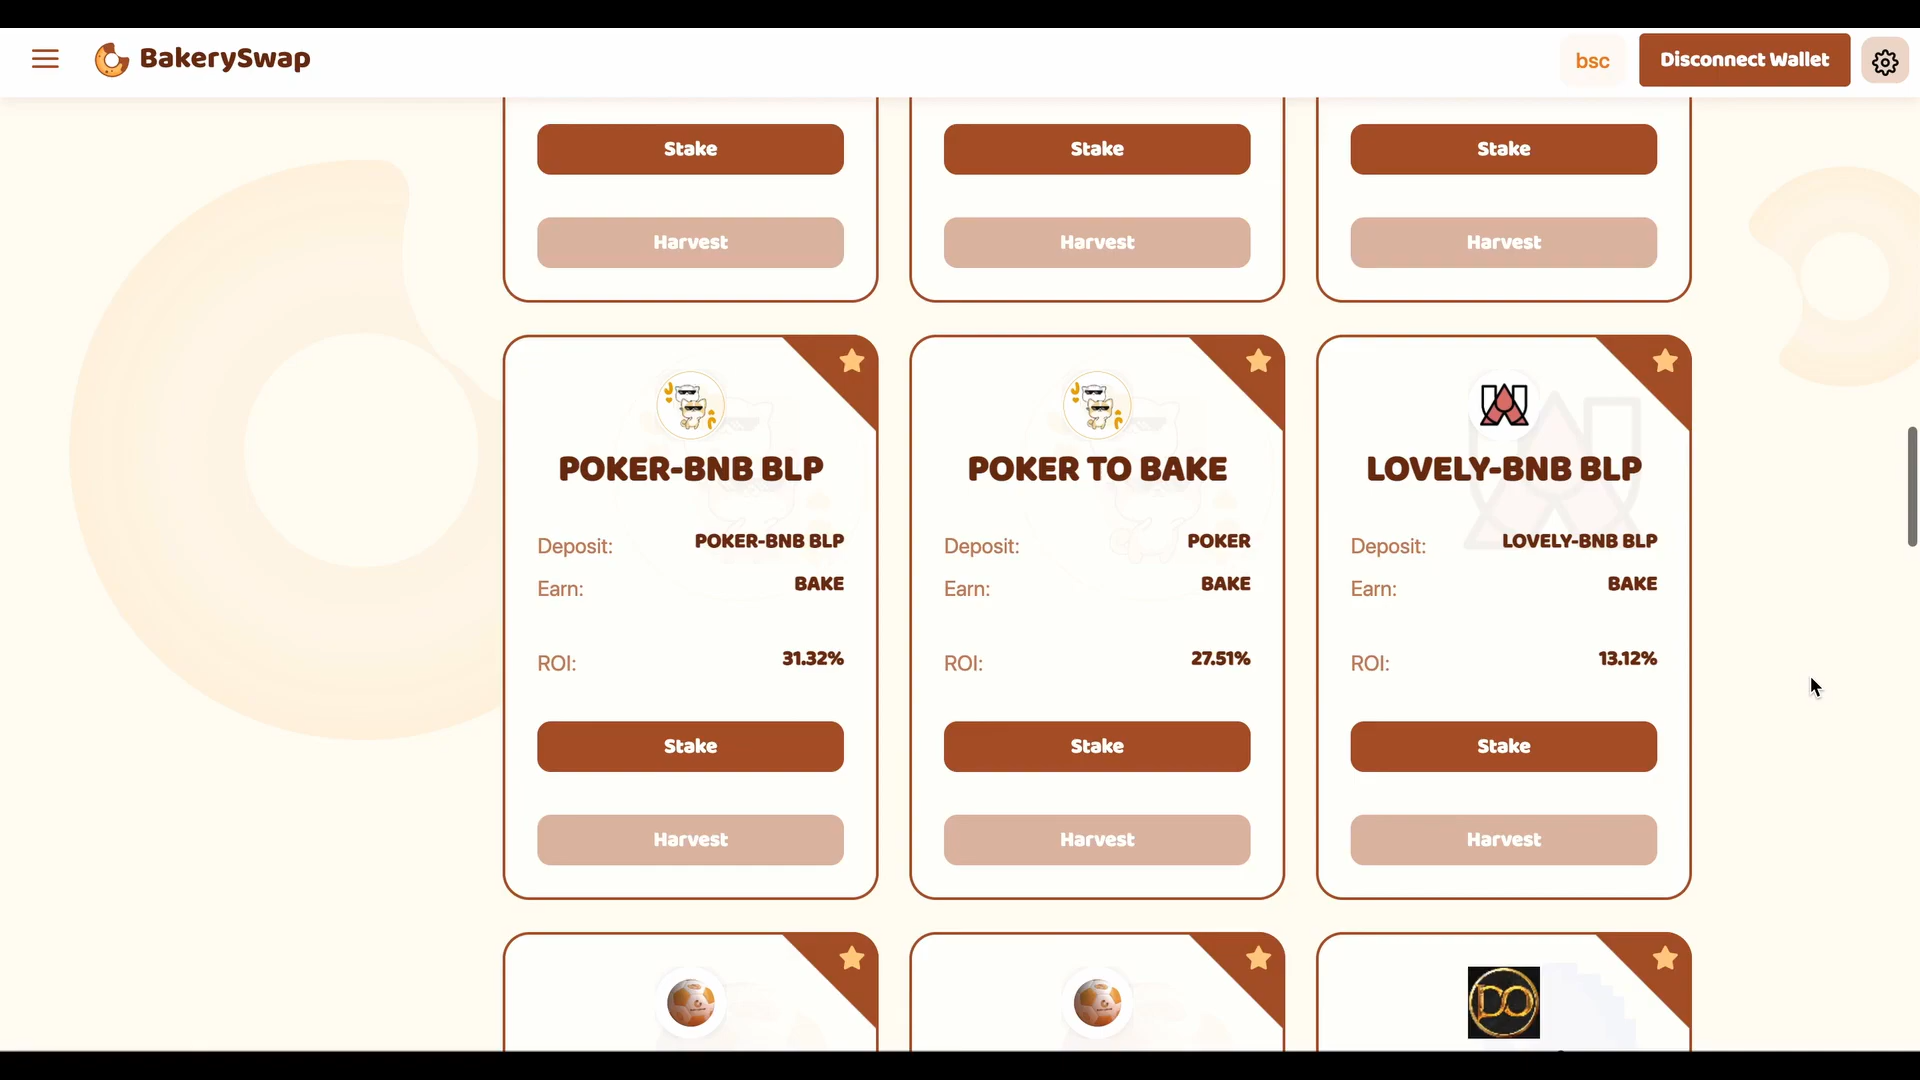 BakerySwap
bsc
Disconnect Wallet
Stake
Stake
Stake
Harvest
Harvest
Harvest
POKER-BNB BLP
POKER TO BAKE
LOVELY-BNB BLP
Deposit: POKER-BNB BLP
Deposit: POKER
Deposit: LOVELY-BNB BLP
Earn: BAKE
Earn: BAKE
Earn: BAKE
ROI: 31.32%
ROI: 27.51%
ROI: 13.12%
Stake
Stake
Stake
Harvest
Harvest
Harvest
DO